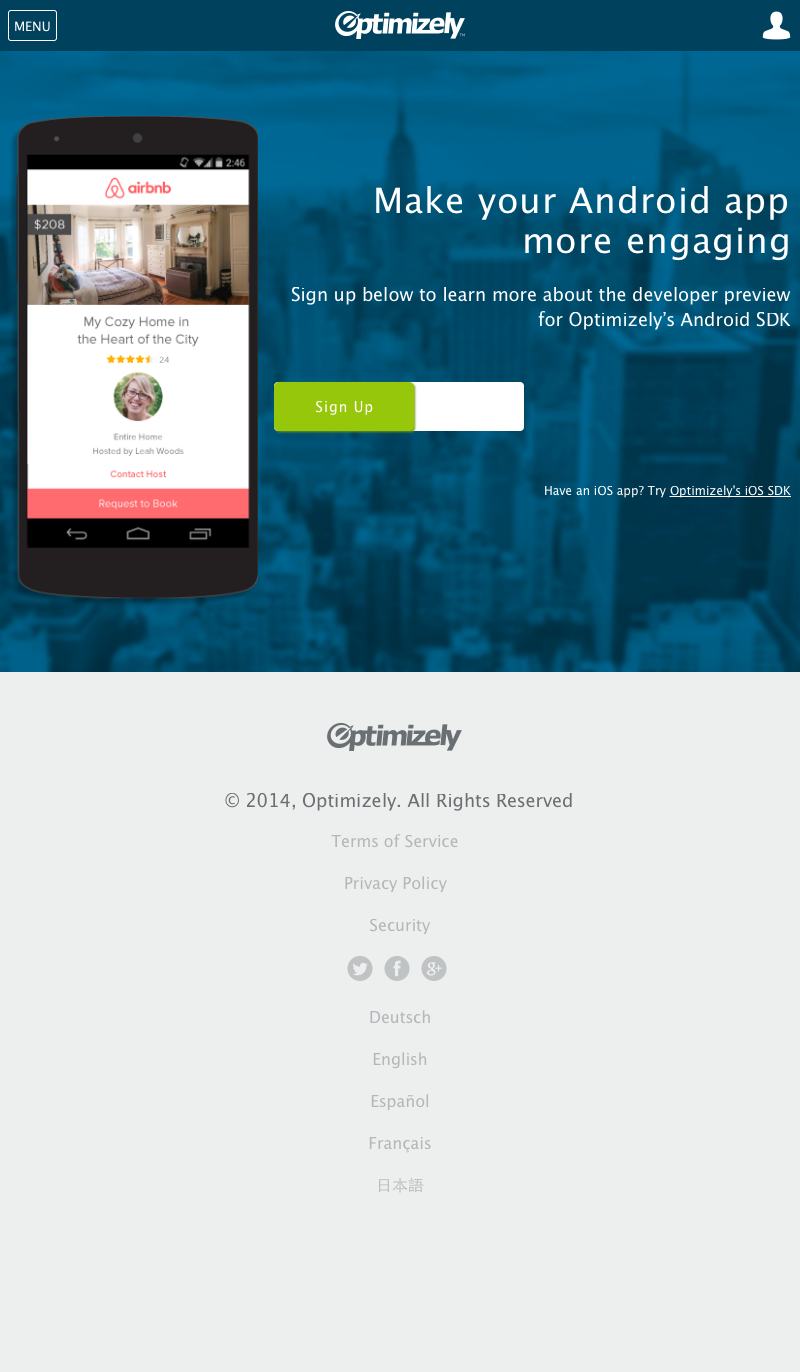 MENU
Optimizely
2:46
airbnb
$208
My Cozy Home in
the Heart of the City
24
Entire Home
Hosted by Leah Woods
Contact Host
Request to Book
Make your Android app
more engaging
Sign up below to learn more about the developer preview
for Optimizely's Android SDK
Sign Up
Have an iOS app? Try Optimizely's iOS SDK
Optimizely
© 2014, Optimizely. All Rights Reserved
Terms of Service
Privacy Policy
Security
Deutsch
English
Español
Français
日本語